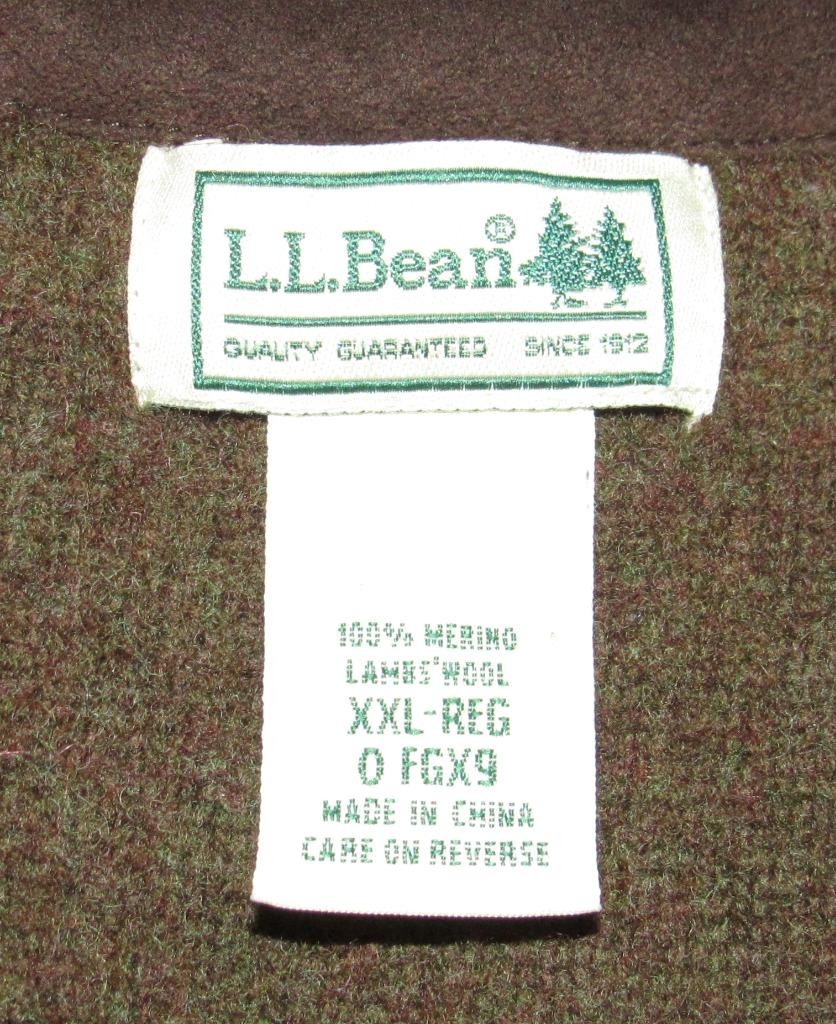 L.L.Bean®
QUALITY GUARANTEED SINCE 1912
100% MERINO
LAMBS' WOOL
XXL-REG
0 FGX9
MADE IN CHINA
CARE ON REVERSE